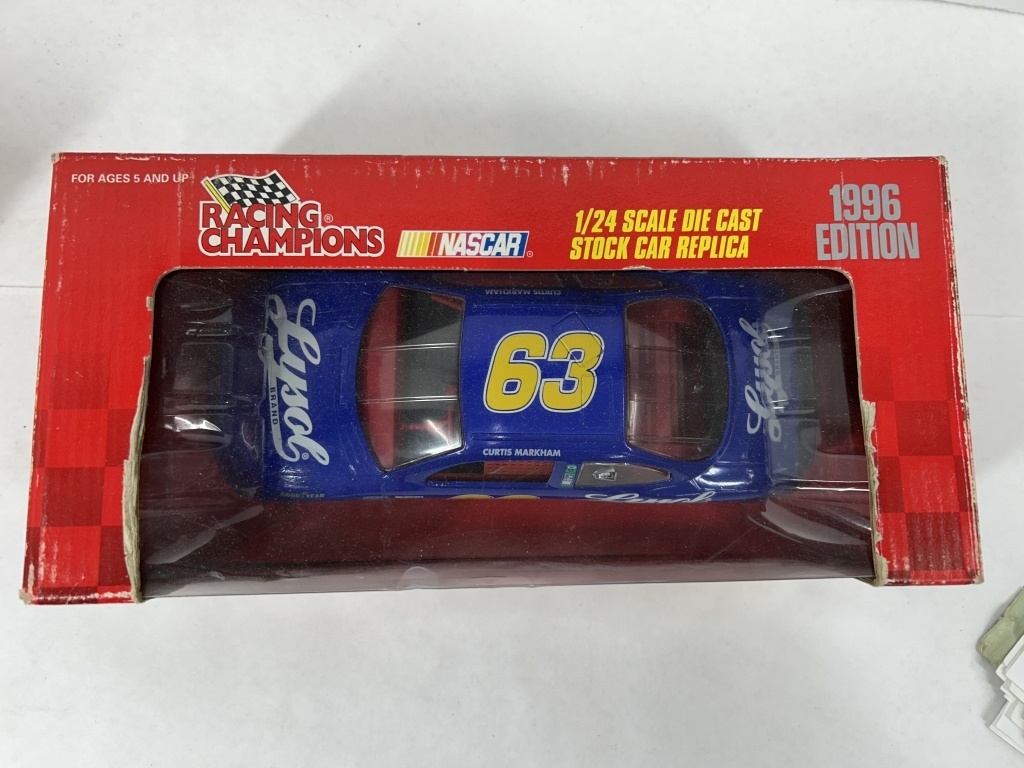 FOR AGES 5 AND UP
RACING®
CHAMPIONS
NASCAR®
1/24 SCALE DIE CAST
STOCK CAR REPLICA
1996
EDITION
Lysol®
BRAND
CURTIS MARKHAM
63
CURTIS MARKHAM
Lysol
GOODYEAR
Lysol